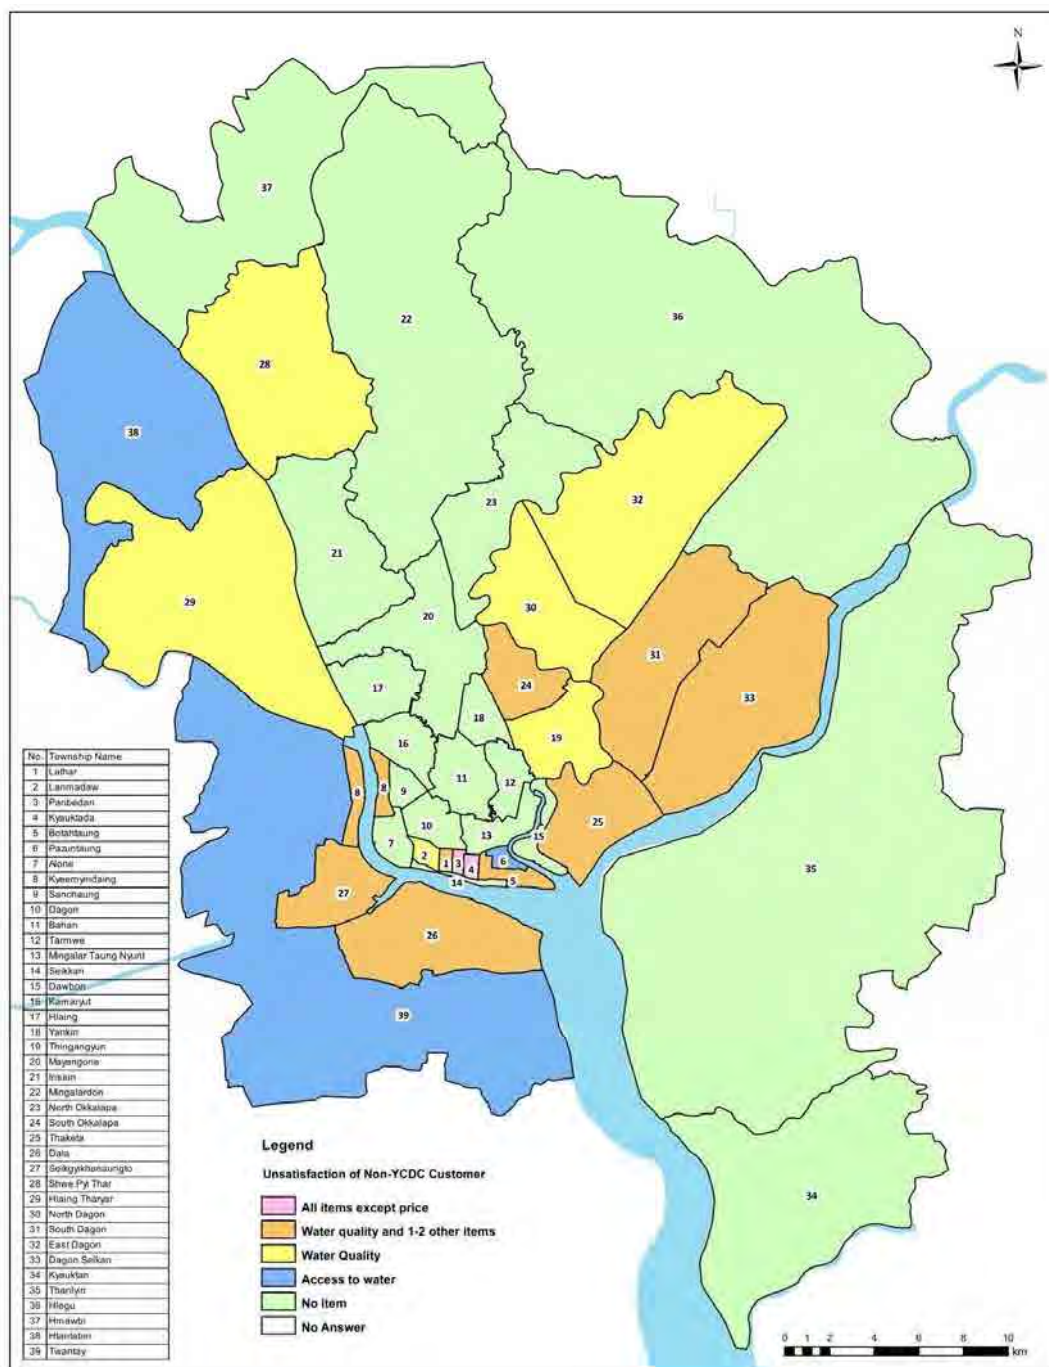 N
37
22
36
28
38
32
23
21
29
30
20
31
24
33
17
18
19
16
11
12
8
8
9
25
10
13
15
7
2
1
3
4
6
5
14
35
27
26
39
34
No. Township Name
1 Lathar
2 Lanmadaw
3 Panbedan
4 Kyauktada
5 Botahtaung
6 Pazuntaung
7 Alone
8 Kyeemyindaing
9 Sanchaung
10 Dagon
11 Bahan
12 Tarmwe
13 Mingalar Taung Nyunt
14 Seikkan
15 Dawbon
16 Kamaryut
17 Hlaing
18 Yankin
19 Thingangyun
20 Mayangone
21 Insein
22 Mingalardon
23 North Okkalapa
24 South Okkalapa
25 Thaketa
26 Dala
27 Seikgyikhanaungto
28 Shwe Pyi Thar
29 Hlaing Tharyar
30 North Dagon
31 South Dagon
32 East Dagon
33 Dagon Seikan
34 Kyauktan
35 Thanlyin
36 Hlegu
37 Hmawbi
38 Htantabin
39 Twantay
Legend
Unsatisfaction of Non-YCDC Customer
All items except price
Water quality and 1-2 other items
Water Quality
Access to water
No item
No Answer
0 1 2 4 6 8 10
km